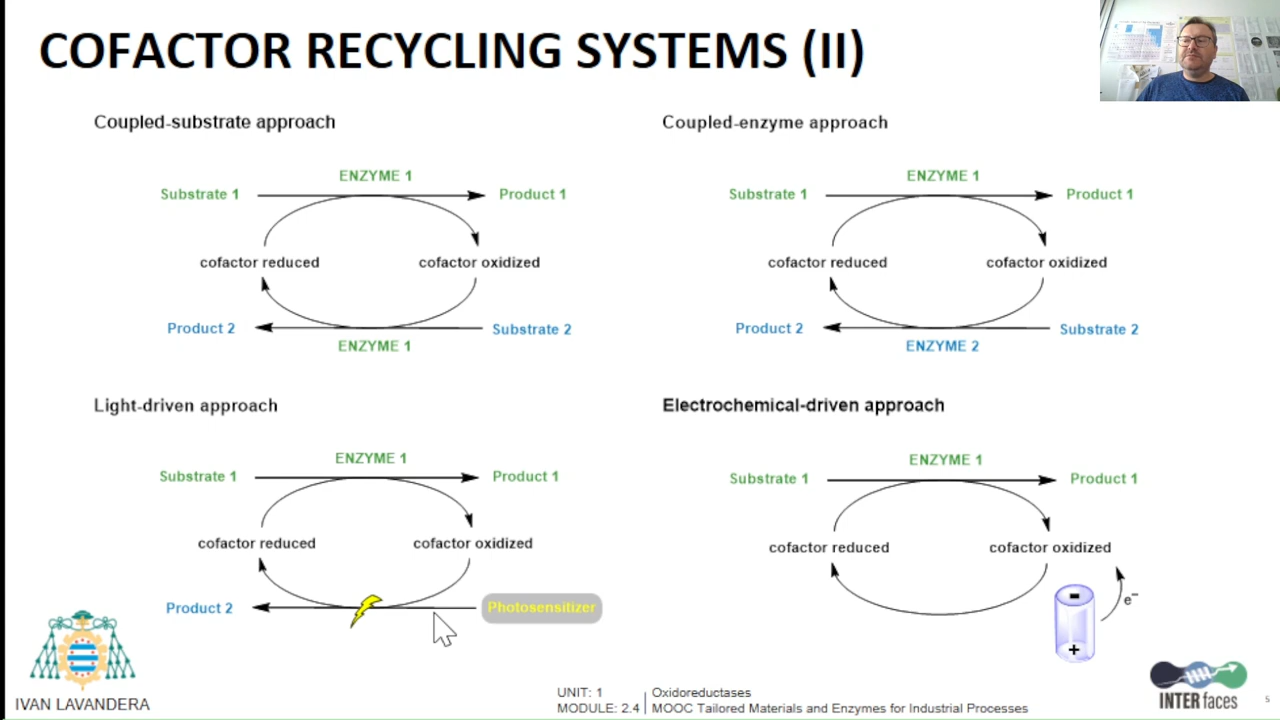 COFACTOR RECYCLING SYSTEMS (II)
Coupled-substrate approach
ENZYME 1
Substrate 1
Product 1
cofactor reduced
cofactor oxidized
Product 2
Substrate 2
ENZYME 1
Coupled-enzyme approach
ENZYME 1
Substrate 1
Product 1
cofactor reduced
cofactor oxidized
Product 2
Substrate 2
ENZYME 2
Light-driven approach
ENZYME 1
Substrate 1
Product 1
cofactor reduced
cofactor oxidized
Product 2
Photosensitizer
Electrochemical-driven approach
ENZYME 1
Substrate 1
Product 1
cofactor reduced
cofactor oxidized
-
e⁻
+
IVAN LAVANDERA
UNIT: 1
MODULE: 2.4
Oxidoreductases
MOOC Tailored Materials and Enzymes for Industrial Processes
INTERfaces
5